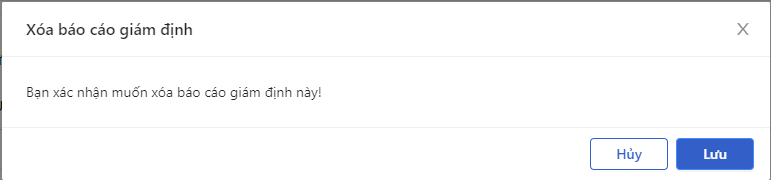 Xóa báo cáo giám định
Bạn xác nhận muốn xóa báo cáo giám định này!
Hủy
Lưu